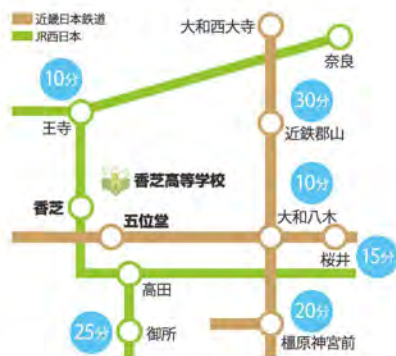 近畿日本鉄道
JR西日本
大和西大寺
奈良
10分
王寺
30分
近鉄郡山
香芝高等学校
10分
香芝
五位堂
大和八木
桜井
15分
高田
20分
25分
御所
橿原神宮前